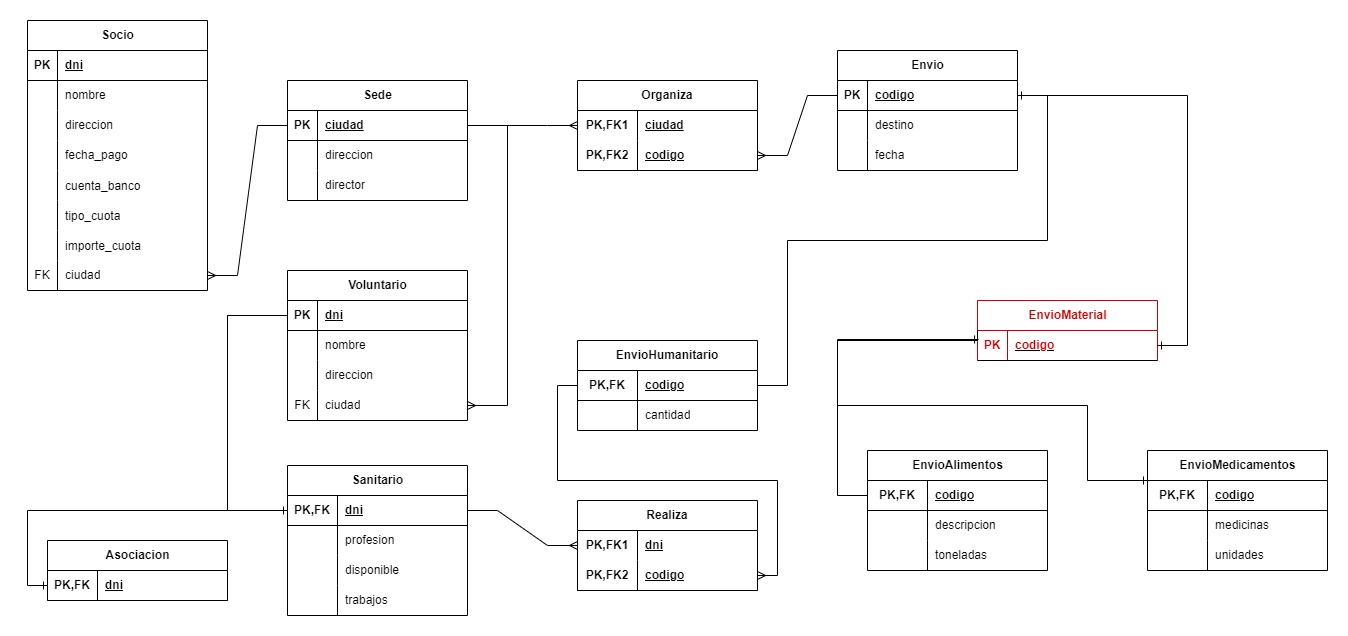 Socio
PK dni
nombre
direccion
fecha_pago
cuenta_banco
tipo_cuota
importe_cuota
FK ciudad
Sede
PK ciudad
direccion
director
Organiza
PK,FK1 ciudad
PK,FK2 codigo
Envio
PK codigo
destino
fecha
Voluntario
PK dni
nombre
direccion
FK ciudad
EnvioHumanitario
PK,FK codigo
cantidad
EnvioMaterial
PK codigo
Sanitario
PK,FK dni
profesion
disponible
trabajos
Asociacion
PK,FK dni
Realiza
PK,FK1 dni
PK,FK2 codigo
EnvioAlimentos
PK,FK codigo
descripcion
toneladas
EnvioMedicamentos
PK,FK codigo
medicinas
unidades